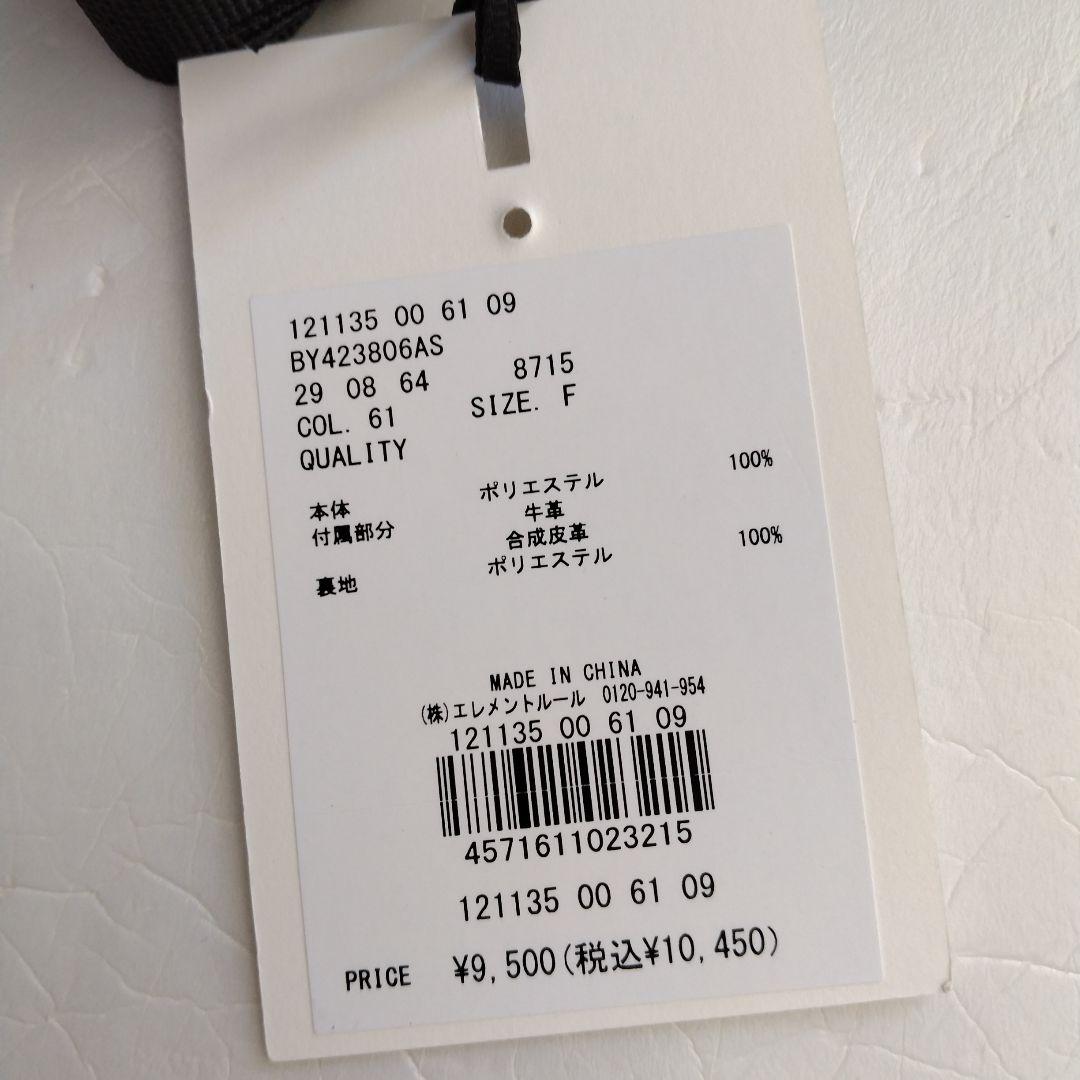 121135 00 61 09
BY423806AS
29 08 64 8715
COL. 61 SIZE. F
QUALITY
本体 ポリエステル 100%
付属部分 牛革
合成皮革
裏地 ポリエステル 100%
MADE IN CHINA
(株)エレメントルール 0120-941-954
121135 00 61 09
4571611023215
121135 00 61 09
PRICE ¥9,500(税込¥10,450)